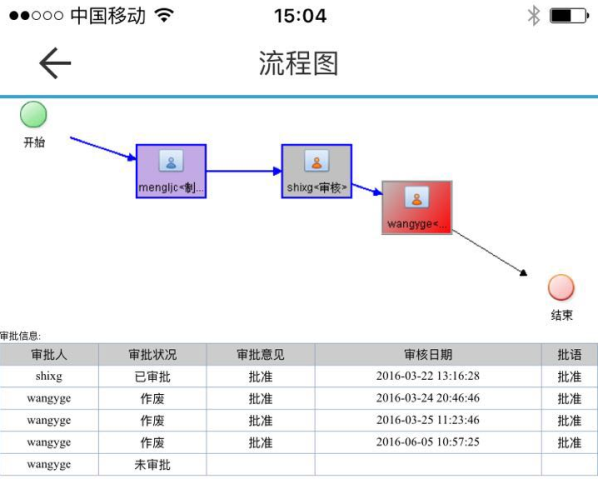 中国移动 15:04
流程图
开始
mengljc<制...
shixg<审核>
wangyge<...
结束
审批信息:
审批人 审批状况 审批意见 审核日期 批语
shixg 已审批 批准 2016-03-22 13:16:28 批准
wangyge 作废 批准 2016-03-24 20:46:46 批准
wangyge 作废 批准 2016-03-25 11:23:46 批准
wangyge 作废 批准 2016-06-05 10:57:25 批准
wangyge 未审批